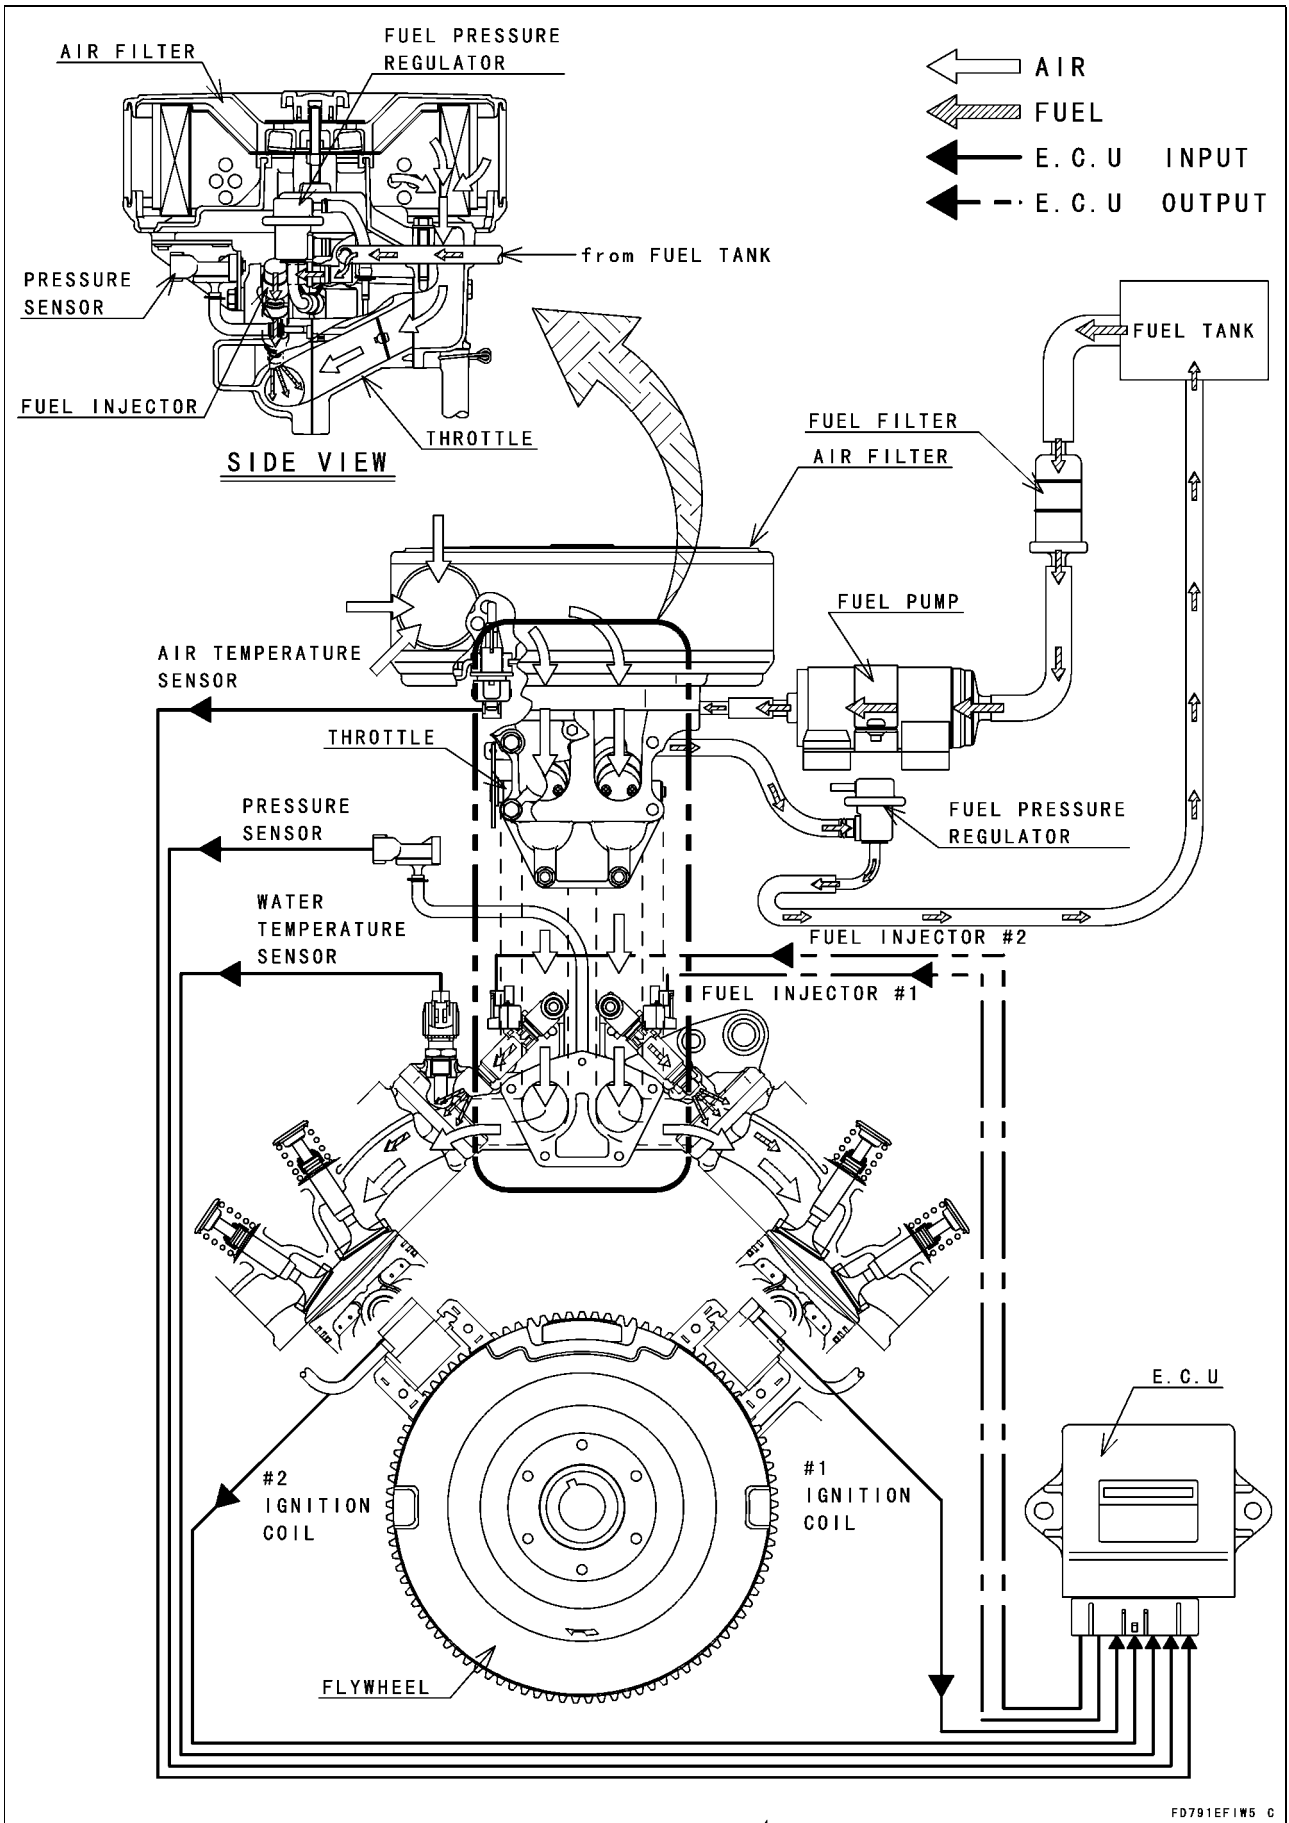 FUEL PRESSURE
REGULATOR
AIR FILTER
AIR
FUEL
E.C.U INPUT
E.C.U OUTPUT
from FUEL TANK
PRESSURE
SENSOR
FUEL INJECTOR
THROTTLE
SIDE VIEW
FUEL TANK
FUEL FILTER
AIR FILTER
FUEL PUMP
AIR TEMPERATURE
SENSOR
THROTTLE
PRESSURE
SENSOR
FUEL PRESSURE
REGULATOR
WATER
TEMPERATURE
SENSOR
FUEL INJECTOR #2
FUEL INJECTOR #1
E.C.U
#2
IGNITION
COIL
#1
IGNITION
COIL
FLYWHEEL
FD791EFIW5 C